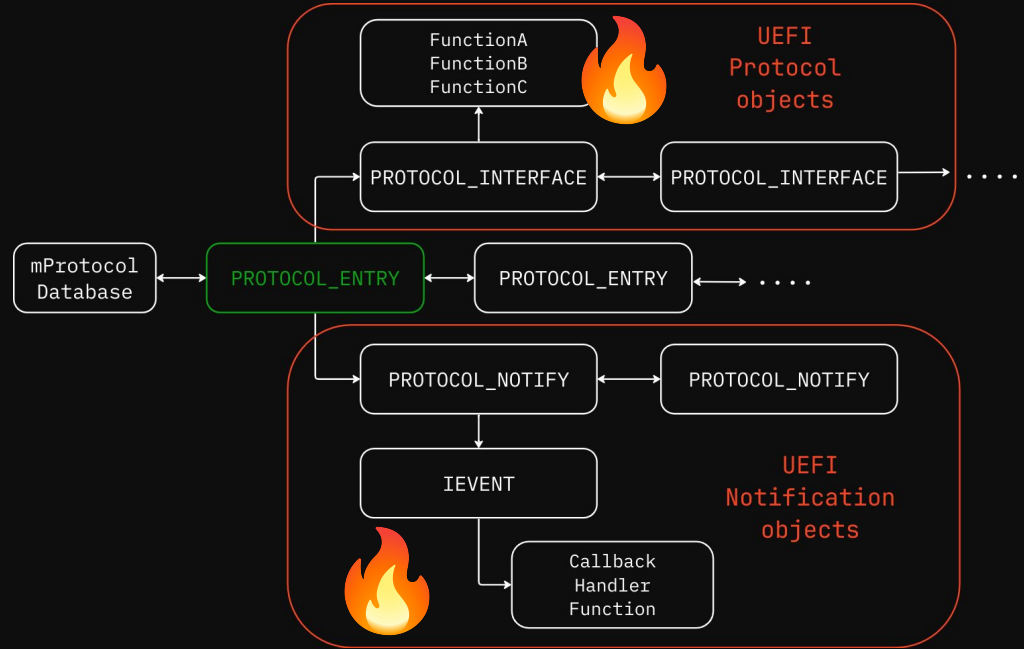 FunctionA
FunctionB
FunctionC
UEFI
Protocol
objects
PROTOCOL_INTERFACE
PROTOCOL_INTERFACE
....
mProtocol
Database
PROTOCOL_ENTRY
PROTOCOL_ENTRY
....
PROTOCOL_NOTIFY
PROTOCOL_NOTIFY
IEVENT
UEFI
Notification
objects
Callback
Handler
Function